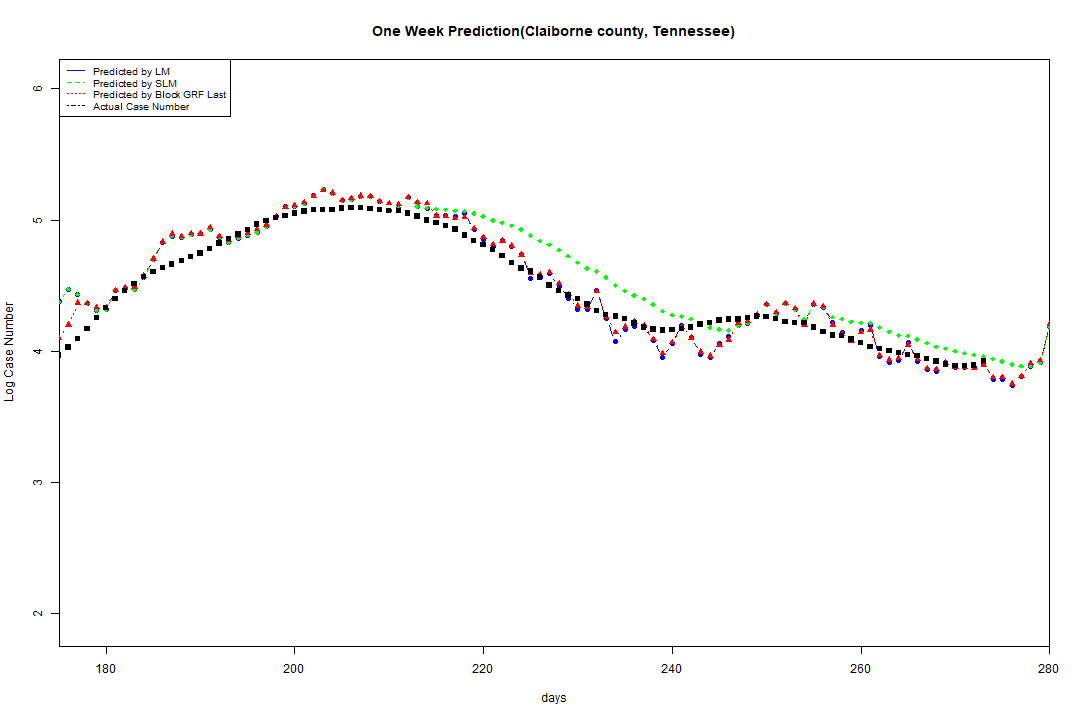 One Week Prediction(Claiborne county, Tennessee)
Predicted by LM
Predicted by SLM
Predicted by Block GRF Last
Actual Case Number
6
5
4
3
2
Log Case Number
180 200 220 240 260 280
days